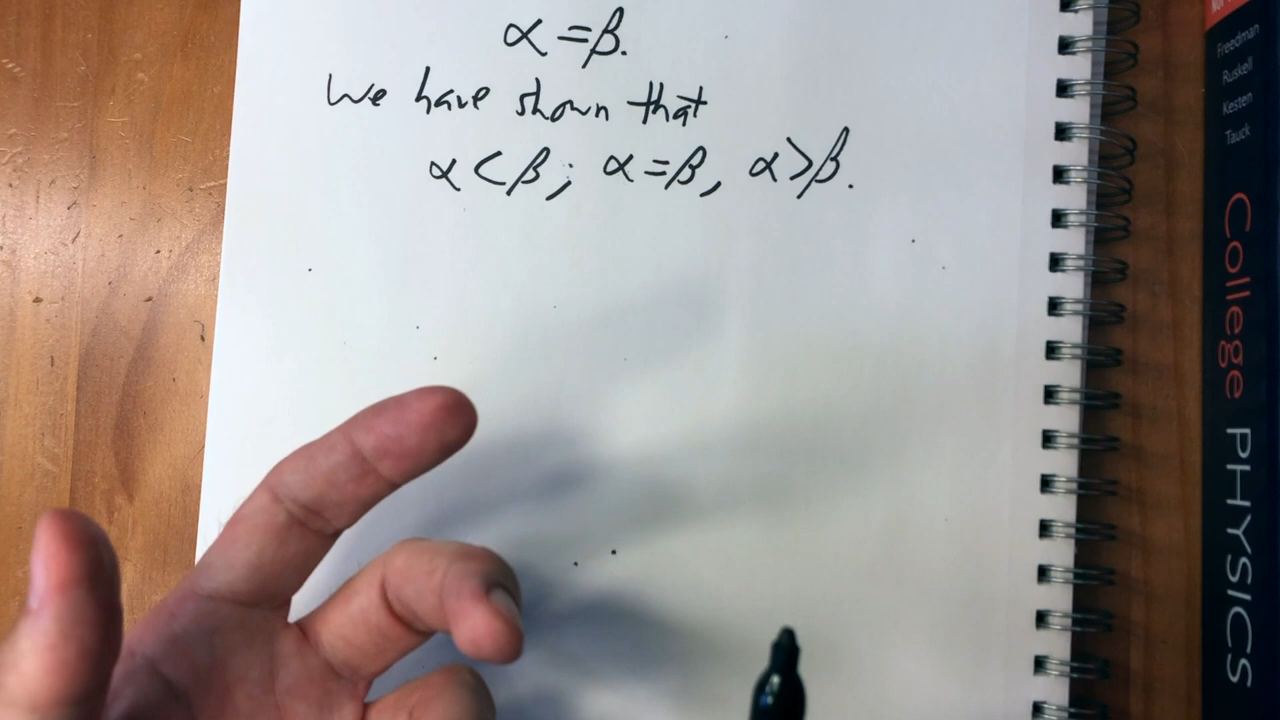 α = β.
We have shown that
α < β; α = β, α > β.
Freedman
Ruskell
Kesten
Tauck
College PHYSICS